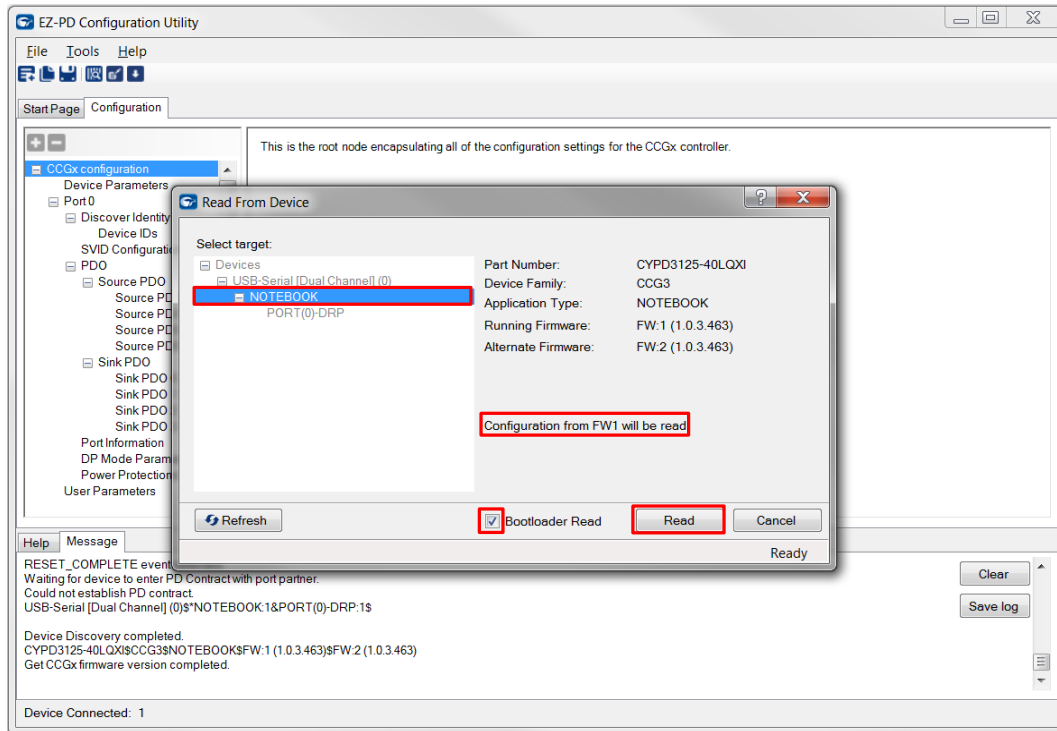 EZ-PD Configuration Utility
File Tools Help
Start Page Configuration
This is the root node encapsulating all of the configuration settings for the CCGx controller.
CCGx configuration
Device Parameters
Port 0
Discover Identity
Device IDs
SVID Configuratio
PDO
Source PDO
Source PD
Source PD
Source PD
Source PD
Sink PDO
Sink PDO
Sink PDO
Sink PDO
Sink PDO
Port Information
DP Mode Param
Power Protection
User Parameters
Read From Device
Select target:
Devices
USB-Serial [Dual Channel] (0)
NOTEBOOK
PORT(0)-DRP
Part Number: CYPD3125-40LQXI
Device Family: CCG3
Application Type: NOTEBOOK
Running Firmware: FW:1 (1.0.3.463)
Alternate Firmware: FW:2 (1.0.3.463)
Configuration from FW1 will be read
Refresh Bootloader Read Read Cancel
Ready
Help Message
RESET_COMPLETE event
Waiting for device to enter PD Contract with port partner.
Could not establish PD contract.
USB-Serial [Dual Channel] (0)$*NOTEBOOK:1&PORT(0)-DRP:1$
Device Discovery completed.
CYPD3125-40LQXI$CCG3$NOTEBOOK$FW:1 (1.0.3.463)$FW:2 (1.0.3.463)
Get CCGx firmware version completed.
Clear
Save log
Device Connected: 1